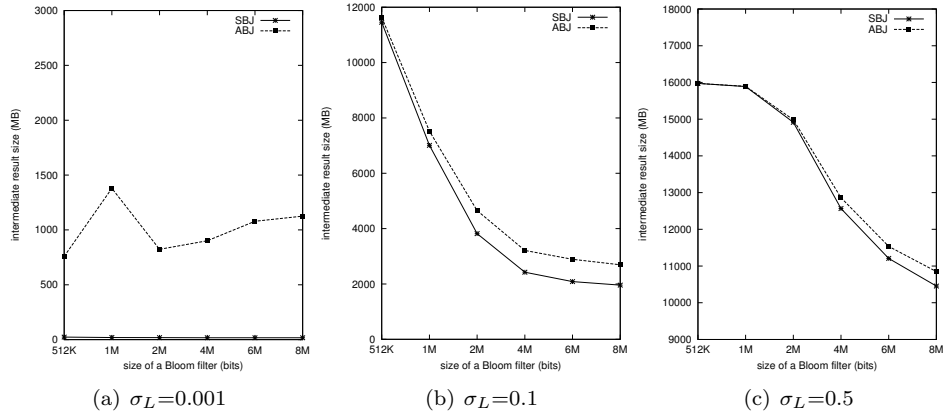 3000
2500
2000
1500
1000
500
0
intermediate result size (MB)
SBJ
ABJ
512K 1M 2M 4M 6M 8M
size of a Bloom filter (bits)
(a) σL=0.001
12000
10000
8000
6000
4000
2000
0
intermediate result size (MB)
SBJ
ABJ
512K 1M 2M 4M 6M 8M
size of a Bloom filter (bits)
(b) σL=0.1
18000
17000
16000
15000
14000
13000
12000
11000
10000
9000
intermediate result size (MB)
SBJ
ABJ
512K 1M 2M 4M 6M 8M
size of a Bloom filter (bits)
(c) σL=0.5